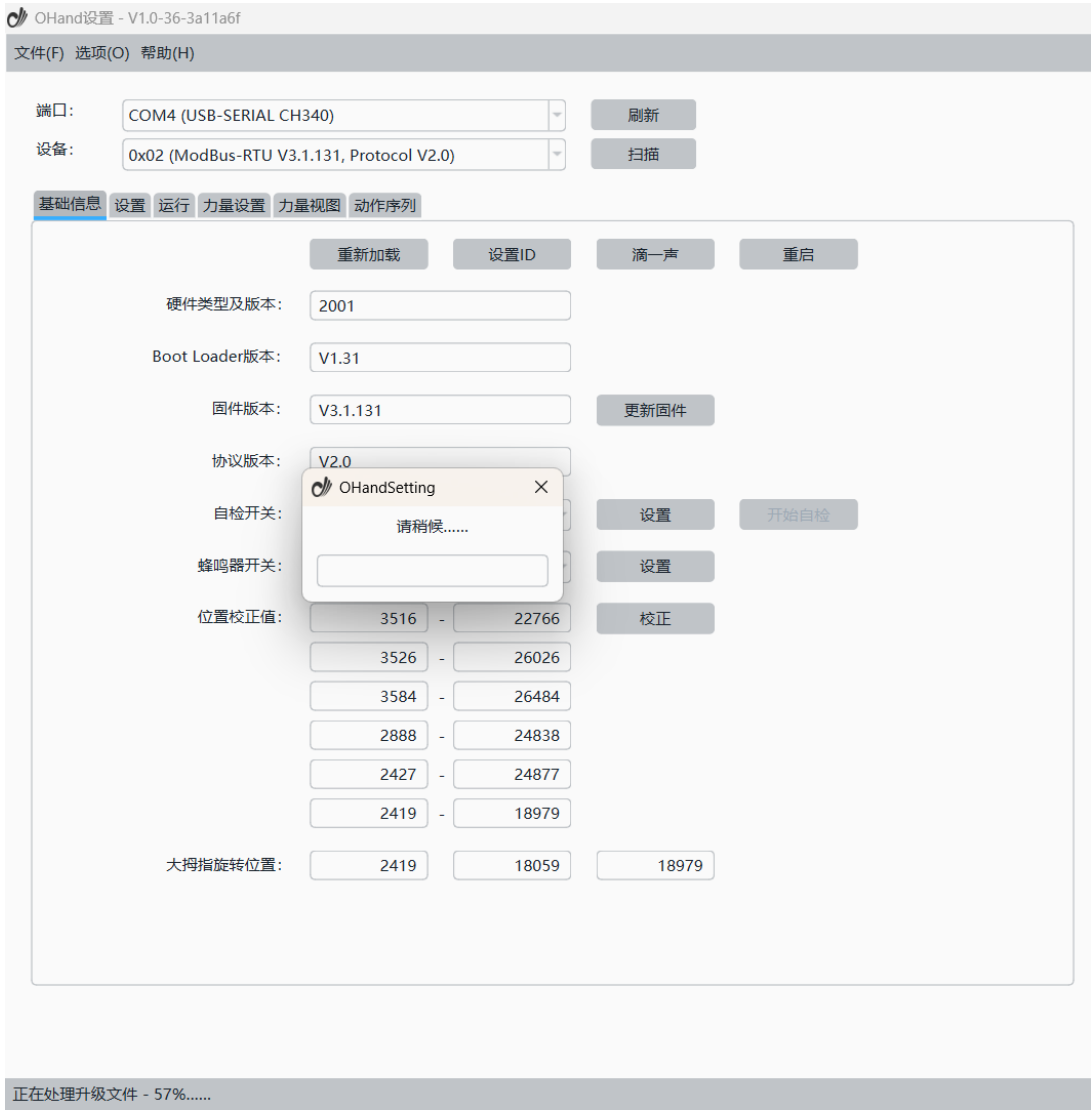 OHand设置 - V1.0-36-3a11a6f
文件(F) 选项(O) 帮助(H)
端口: COM4 (USB-SERIAL CH340) 刷新
设备: 0x02 (ModBus-RTU V3.1.131, Protocol V2.0) 扫描
基础信息 设置 运行 力量设置 力量视图 动作序列
重新加载 设置ID 滴一声 重启
硬件类型及版本: 2001
Boot Loader版本: V1.31
固件版本: V3.1.131 更新固件
协议版本: V2.0
OHandSetting
请稍候......
自检开关: 设置 开始自检
蜂鸣器开关: 设置
位置校正值: 3516 - 22766 校正
3526 - 26026
3584 - 26484
2888 - 24838
2427 - 24877
2419 - 18979
大拇指旋转位置: 2419 18059 18979
正在处理升级文件 - 57%......